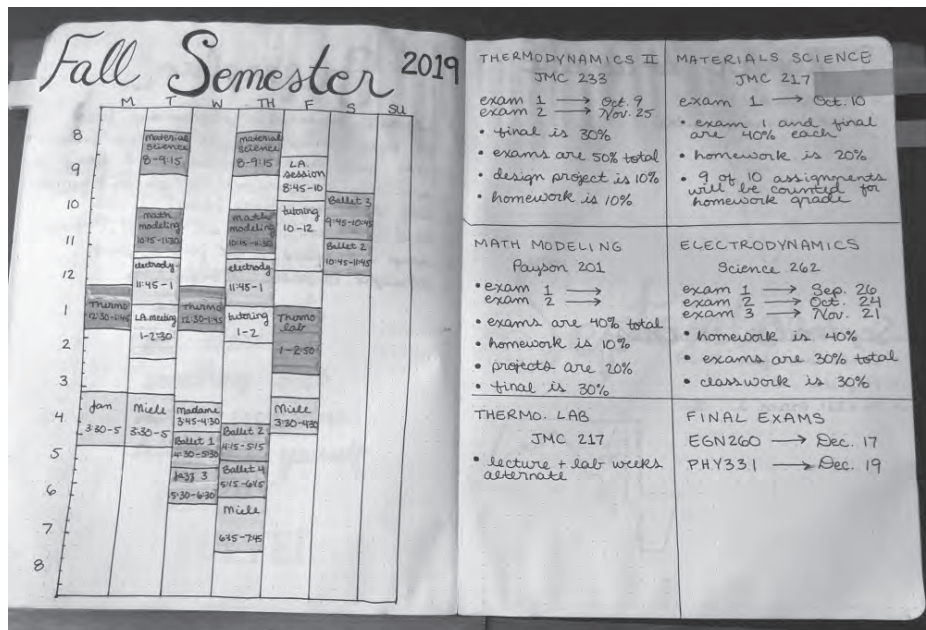 Fall Semester 2019
M T W TH F S SU
8
9
10
11
12
1
2
3
4
5
6
7
8
Thermo
12:30-1:45
Jan
3:30-5
material
science
8-9:15
math
modeling
10:15-11:30
electrody.
11:45-1
L.A. meeting
1-2:30
Miele
3:30-5
Thermo
12:30-1:45
Madame
3:45-4:30
Ballet 1
4:30-5:30
Jazz 3
5:30-6:30
material
science
8-9:15
math
modeling
10:15-11:30
electrody.
11:45-1
tutoring
1-2
Ballet 2
4:15-5:15
Ballet 4
5:15-6:45
Miele
6:45-7:45
L.A.
session
8:45-10
tutoring
10-12
Thermo
lab
1-2:50
Miele
3:30-4:30
Ballet 3
9:45-10:45
Ballet 2
10:45-11:45
THERMODYNAMICS II
JMC 233
exam 1 → Oct. 9
exam 2 → Nov. 25
• final is 30%
• exams are 50% total
• design project is 10%
• homework is 10%
MATERIALS SCIENCE
JMC 217
exam 1 → Oct. 10
• exam 1 and final
are 40% each
• homework is 20%
• 9 of 10 assignments
will be counted for
homework grade
MATH MODELING
Payson 201
• exam 1 →
exam 2 →
• exams are 40% total
• homework is 10%
• projects are 20%
• final is 30%
ELECTRODYNAMICS
Science 262
exam 1 → Sep. 26
exam 2 → Oct. 24
exam 3 → Nov. 21
• homework is 40%
• exams are 30% total
• classwork is 30%
THERMO. LAB
JMC 217
• lecture + lab weeks
alternate
FINAL EXAMS
EGN260 → Dec. 17
PHY331 → Dec. 19